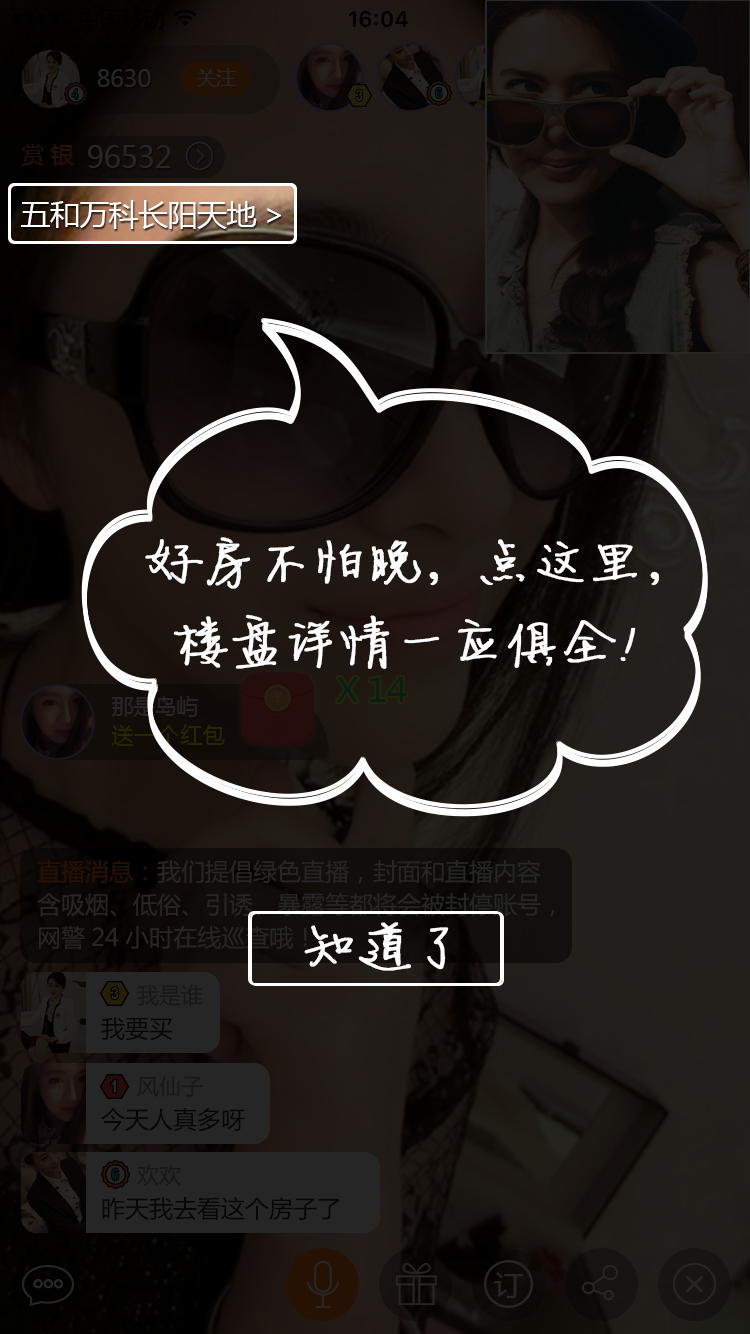 中国移动 16:04
8630 关注
3
6
4
赏银 96532
五和万科长阳天地 >
好房不怕晚，点这里，
楼盘详情一应俱全！
那是岛屿
送一个红包 X 14
直播消息：我们提倡绿色直播，封面和直播内容
含吸烟、低俗、引诱、暴露等都将会被封停账号，
网警 24 小时在线巡查哦！
知道了
3 我是谁
我要买
1 风仙子
今天人真多呀
6 欢欢
昨天我去看这个房子了
订